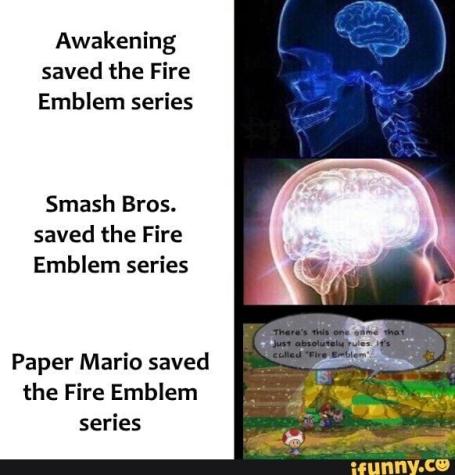 Awakening
saved the Fire
Emblem series
Smash Bros.
saved the Fire
Emblem series
There's this one game that
just absolutely rules. It's
called "Fire Emblem".
Paper Mario saved
the Fire Emblem
series
ifunny.co